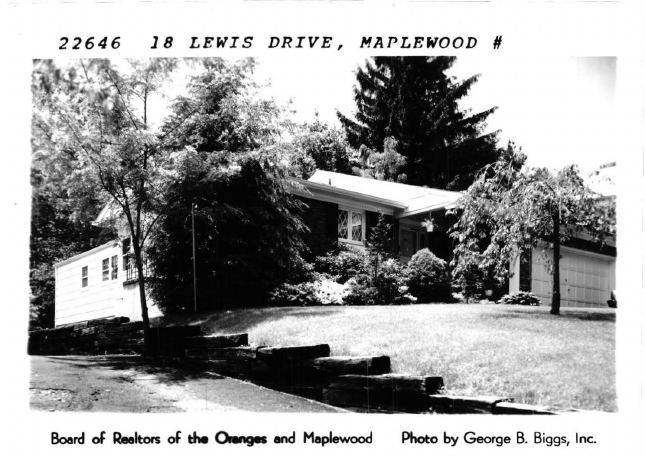 22646 18 LEWIS DRIVE, MAPLEWOOD #
Board of Realtors of the Oranges and Maplewood Photo by George B. Biggs, Inc.